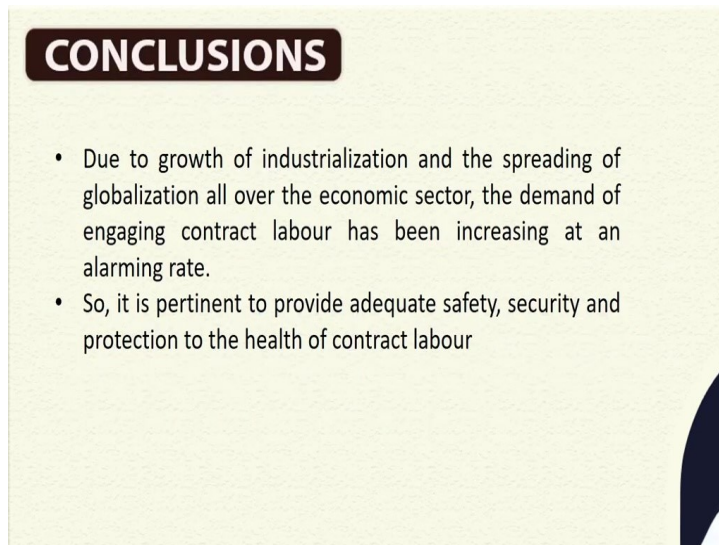 CONCLUSIONS
• Due to growth of industrialization and the spreading of
globalization all over the economic sector, the demand of
engaging contract labour has been increasing at an
alarming rate.
• So, it is pertinent to provide adequate safety, security and
protection to the health of contract labour